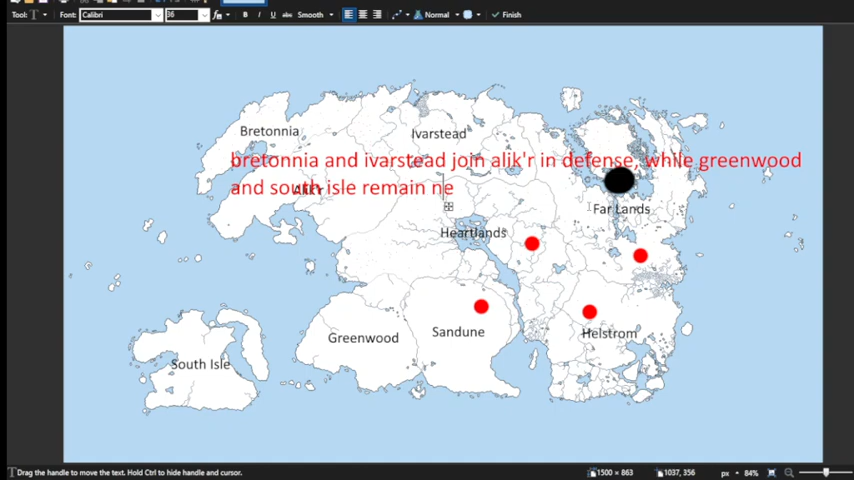 Tool: T Font: Calibri 36 B I U abc Smooth Normal Finish
Bretonnia
Ivarstead
bretonnia and ivarstead join alik'r in defense, while greenwood
and south isle remain ne
Far Lands
Heartlands
Sandune
Helstrom
Greenwood
South Isle
Drag the handle to move the text. Hold Ctrl to hide handle and cursor. 1500 × 863 1037, 356 px 84%